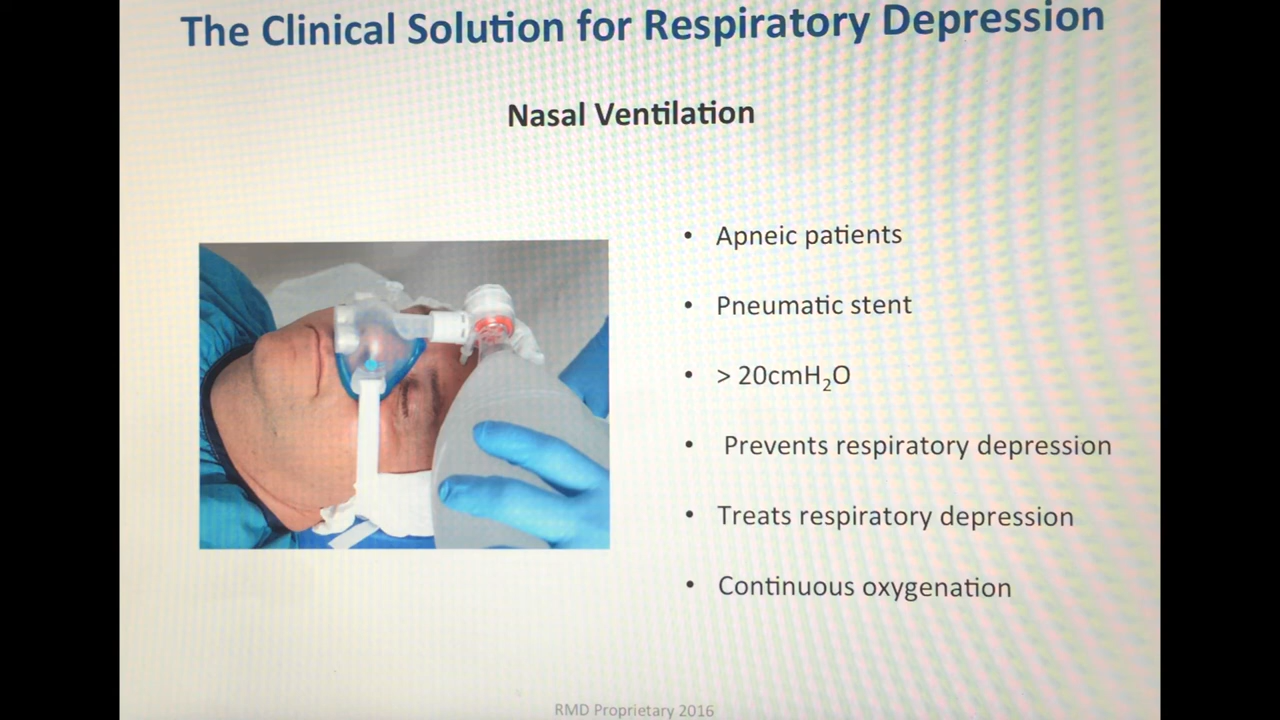 The Clinical Solution for Respiratory Depression
Nasal Ventilation
• Apneic patients
• Pneumatic stent
• > 20cmH₂O
• Prevents respiratory depression
• Treats respiratory depression
• Continuous oxygenation
RMD Proprietary 2016